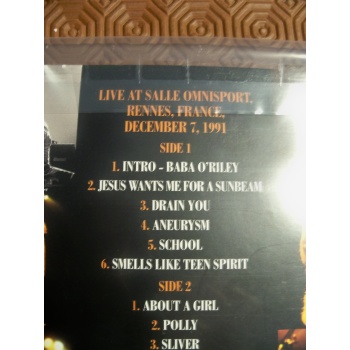 LIVE AT SALLE OMNISPORT,
RENNES, FRANCE,
DECEMBER 7, 1991
SIDE 1
1. INTRO - BABA O'RILEY
2. JESUS WANTS ME FOR A SUNBEAM
3. DRAIN YOU
4. ANEURYSM
5. SCHOOL
6. SMELLS LIKE TEEN SPIRIT
SIDE 2
1. ABOUT A GIRL
2. POLLY
3. SLIVER